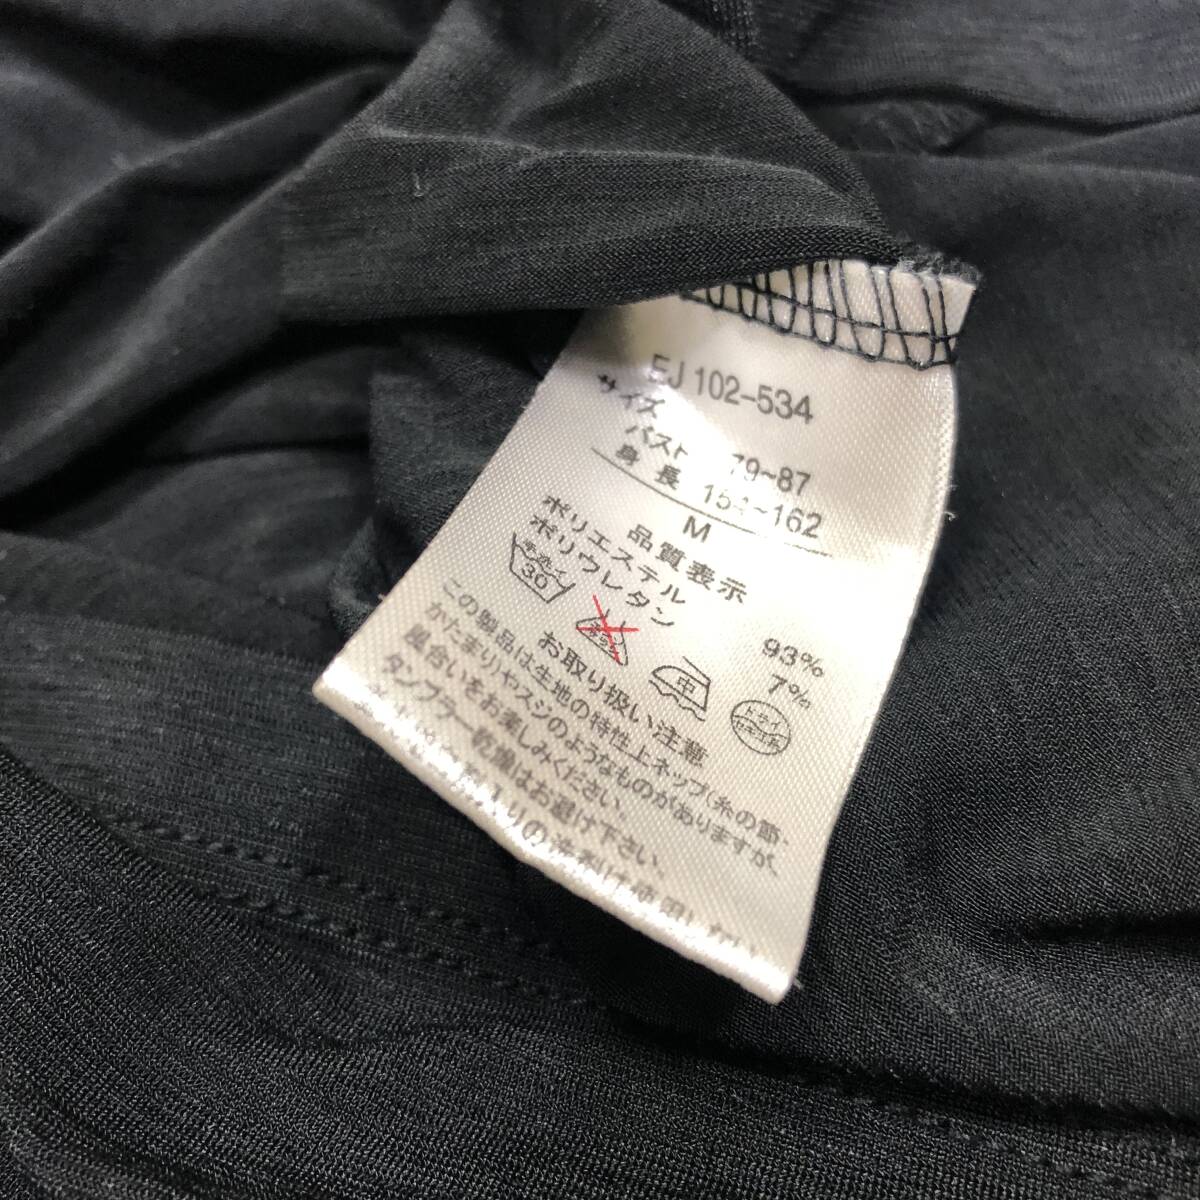 102-534
サイズ
バスト 79~87
身長 154~162
M
品質表示
ポリエステル 93%
ポリウレタン 7%
30
中
ドライ
お取り扱い注意
この製品は生地の特性上ネップ(糸の節、
かたまり)やスジのようなものがありますが、
風合いをお楽しみください。
タンブラー乾燥はお避け下さい。